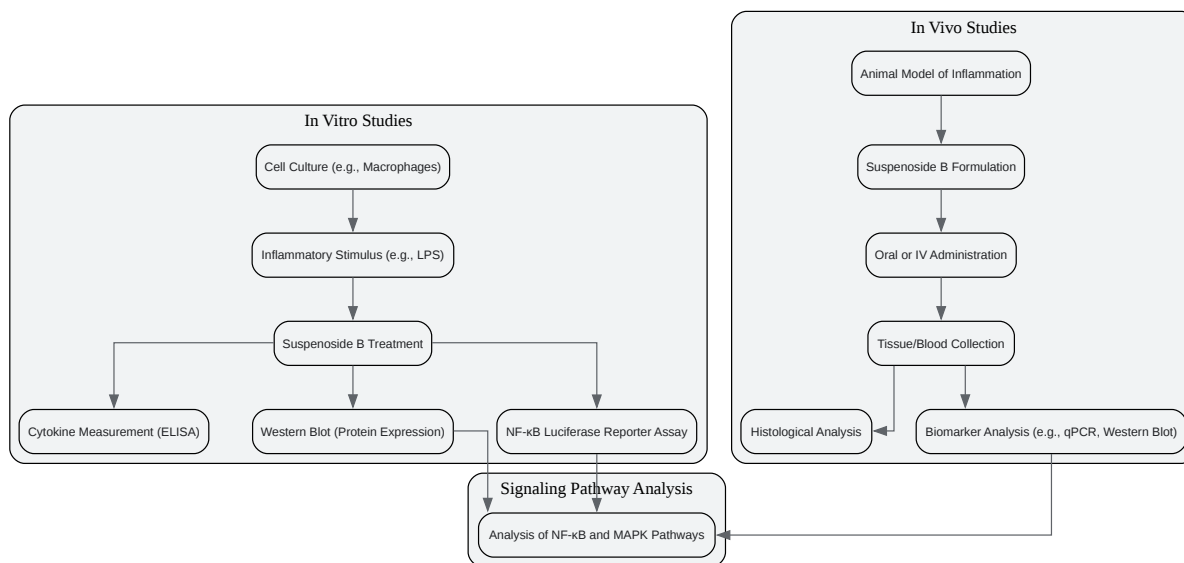 In Vitro Studies
Cell Culture (e.g., Macrophages)
Inflammatory Stimulus (e.g., LPS)
Suspenoside B Treatment
Cytokine Measurement (ELISA)
Western Blot (Protein Expression)
NF-κB Luciferase Reporter Assay
In Vivo Studies
Animal Model of Inflammation
Suspenoside B Formulation
Oral or IV Administration
Tissue/Blood Collection
Histological Analysis
Biomarker Analysis (e.g., qPCR, Western Blot)
Signaling Pathway Analysis
Analysis of NF-κB and MAPK Pathways